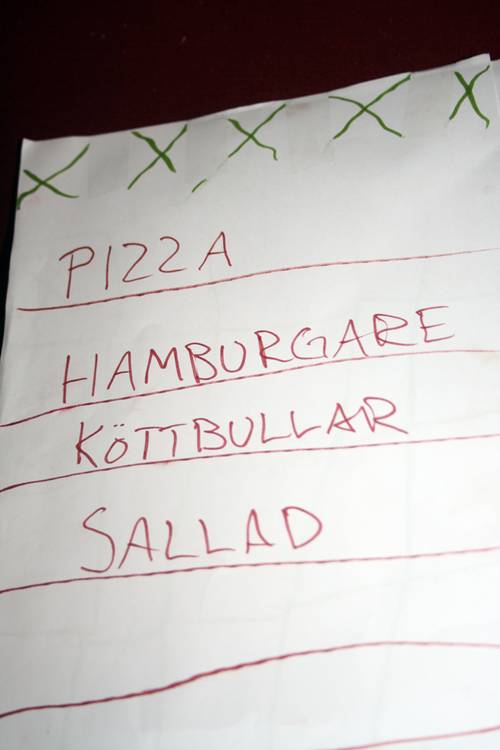 X X X X X
PIZZA
HAMBURGARE
KÖTTBULLAR
SALLAD